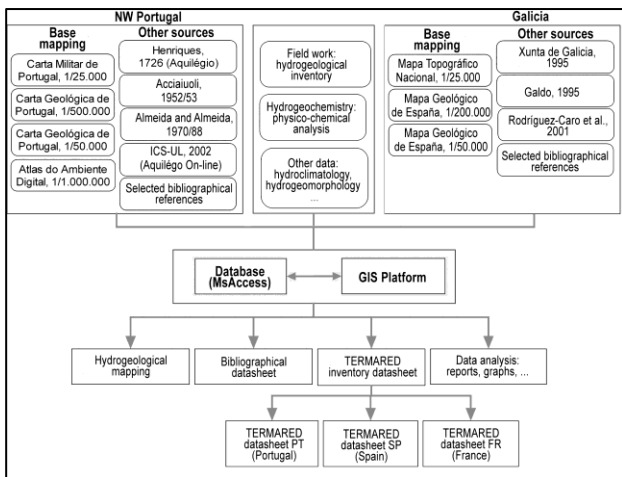 NW Portugal
Base
mapping
Carta Militar de
Portugal, 1/25.000
Carta Geológica de
Portugal, 1/500.000
Carta Geológica de
Portugal, 1/50.000
Atlas do Ambiente
Digital, 1/1.000.000
Other sources
Henriques,
1726 (Aquilégio)
Acciaiuoli,
1952/53
Almeida and Almeida,
1970/88
ICS-UL, 2002
(Aquilégo On-line)
Selected bibliographical
references
Field work:
hydrogeological
inventory
Hydrogeochemistry:
physico-chemical
analysis
Other data:
hydroclimatology,
hydrogeomorphology
...
Galicia
Base
mapping
Mapa Topográfico
Nacional, 1/25.000
Mapa Geológico
de España, 1/200.000
Mapa Geológico
de España, 1/50.000
Other sources
Xunta de Galicia,
1995
Galdo, 1995
Rodríguez-Caro et al.,
2001
Selected bibliographical
references
Database
(MsAccess)
GIS Platform
Hydrogeological
mapping
Bibliographical
datasheet
TERMARED
inventory datasheet
Data analysis:
reports, graphs, ...
TERMARED
datasheet PT
(Portugal)
TERMARED
datasheet SP
(Spain)
TERMARED
datasheet FR
(France)